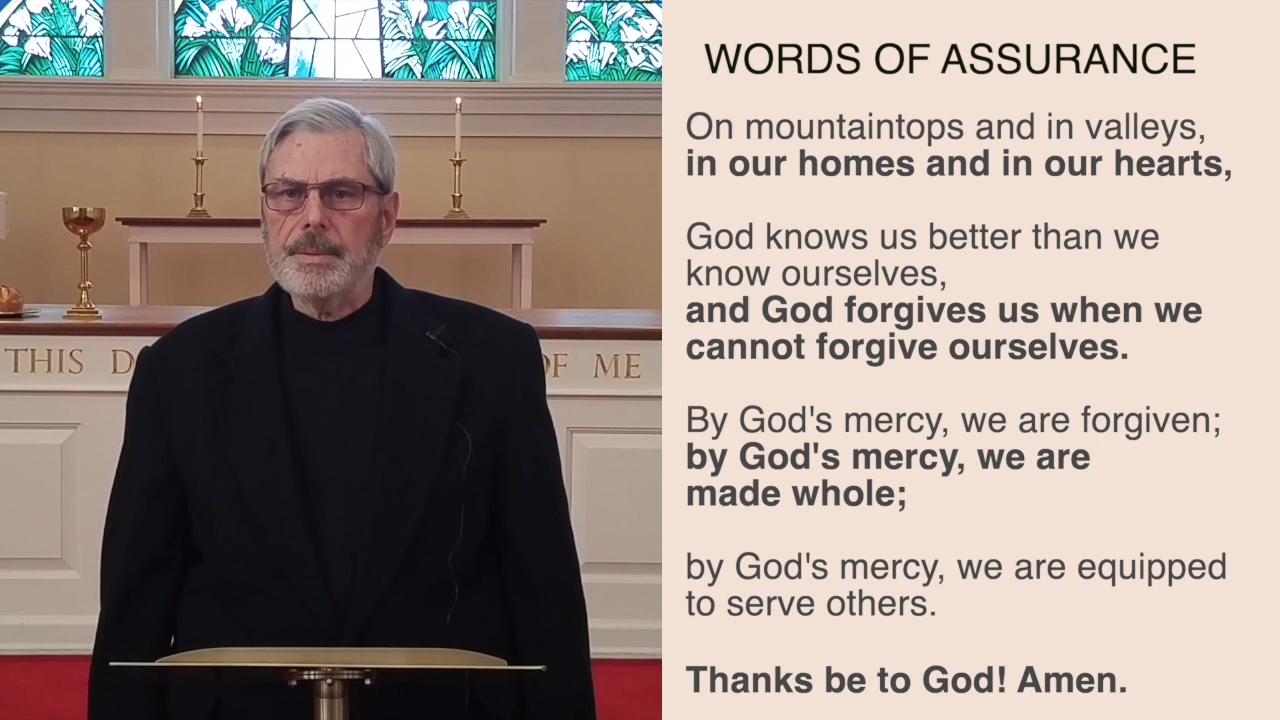 THIS D
OF ME
WORDS OF ASSURANCE
On mountaintops and in valleys,
in our homes and in our hearts,
God knows us better than we
know ourselves,
and God forgives us when we
cannot forgive ourselves.
By God's mercy, we are forgiven;
by God's mercy, we are
made whole;
by God's mercy, we are equipped
to serve others.
Thanks be to God! Amen.